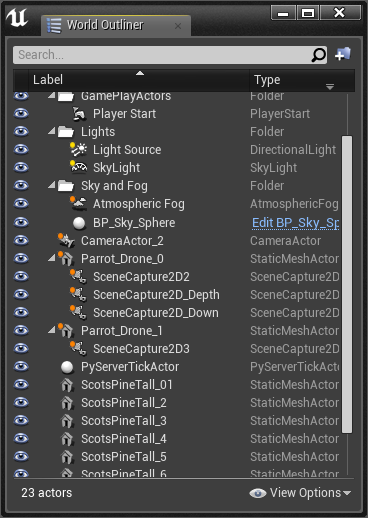 World Outliner
Search...
Label Type
GamePlayActors Folder
Player Start PlayerStart
Lights Folder
Light Source DirectionalLight
SkyLight SkyLight
Sky and Fog Folder
Atmospheric Fog AtmosphericFog
BP_Sky_Sphere Edit BP_Sky_Sp
CameraActor_2 CameraActor
Parrot_Drone_0 StaticMeshActor
SceneCapture2D2 SceneCapture2D
SceneCapture2D_Depth SceneCapture2D
SceneCapture2D_Down SceneCapture2D
Parrot_Drone_1 StaticMeshActor
SceneCapture2D3 SceneCapture2D
PyServerTickActor PyServerTickActor
ScotsPineTall_01 StaticMeshActor
ScotsPineTall_2 StaticMeshActor
ScotsPineTall_3 StaticMeshActor
ScotsPineTall_4 StaticMeshActor
ScotsPineTall_5 StaticMeshActor
ScotsPineTall_6 StaticMeshActor
23 actors View Options